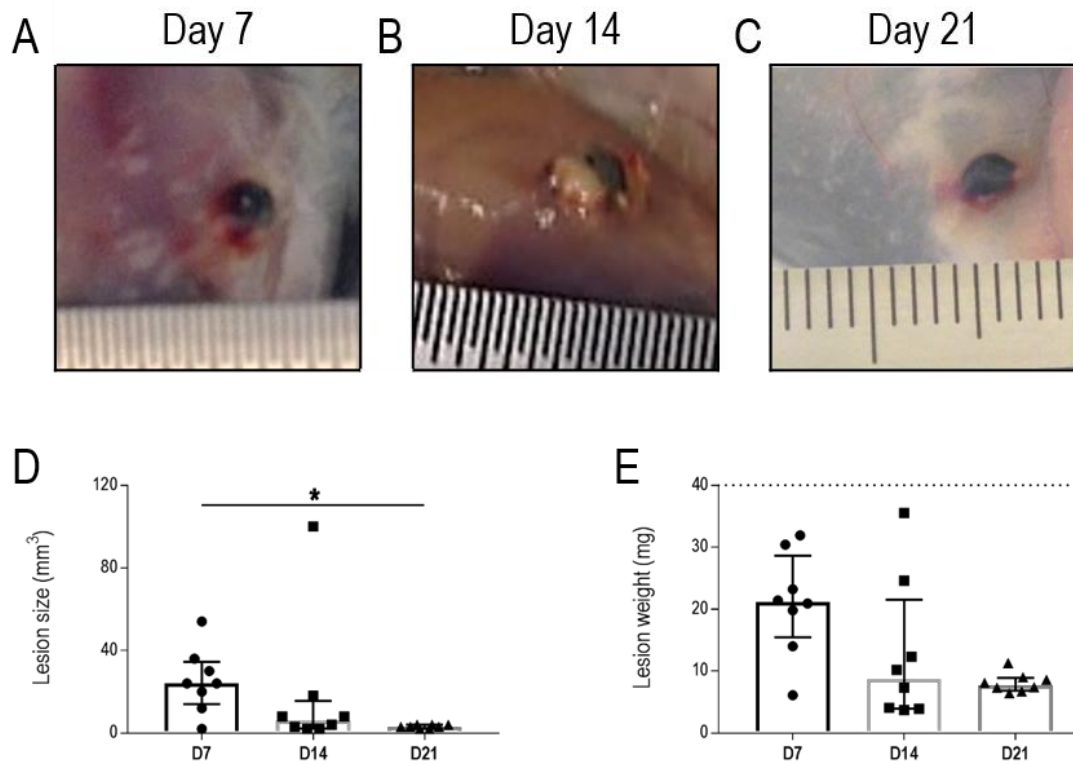 A Day 7
B Day 14
C Day 21
D
Lesion size (mm³)
120
80
40
0
*
D7 D14 D21
E
Lesion weight (mg)
40
30
20
10
0
D7 D14 D21